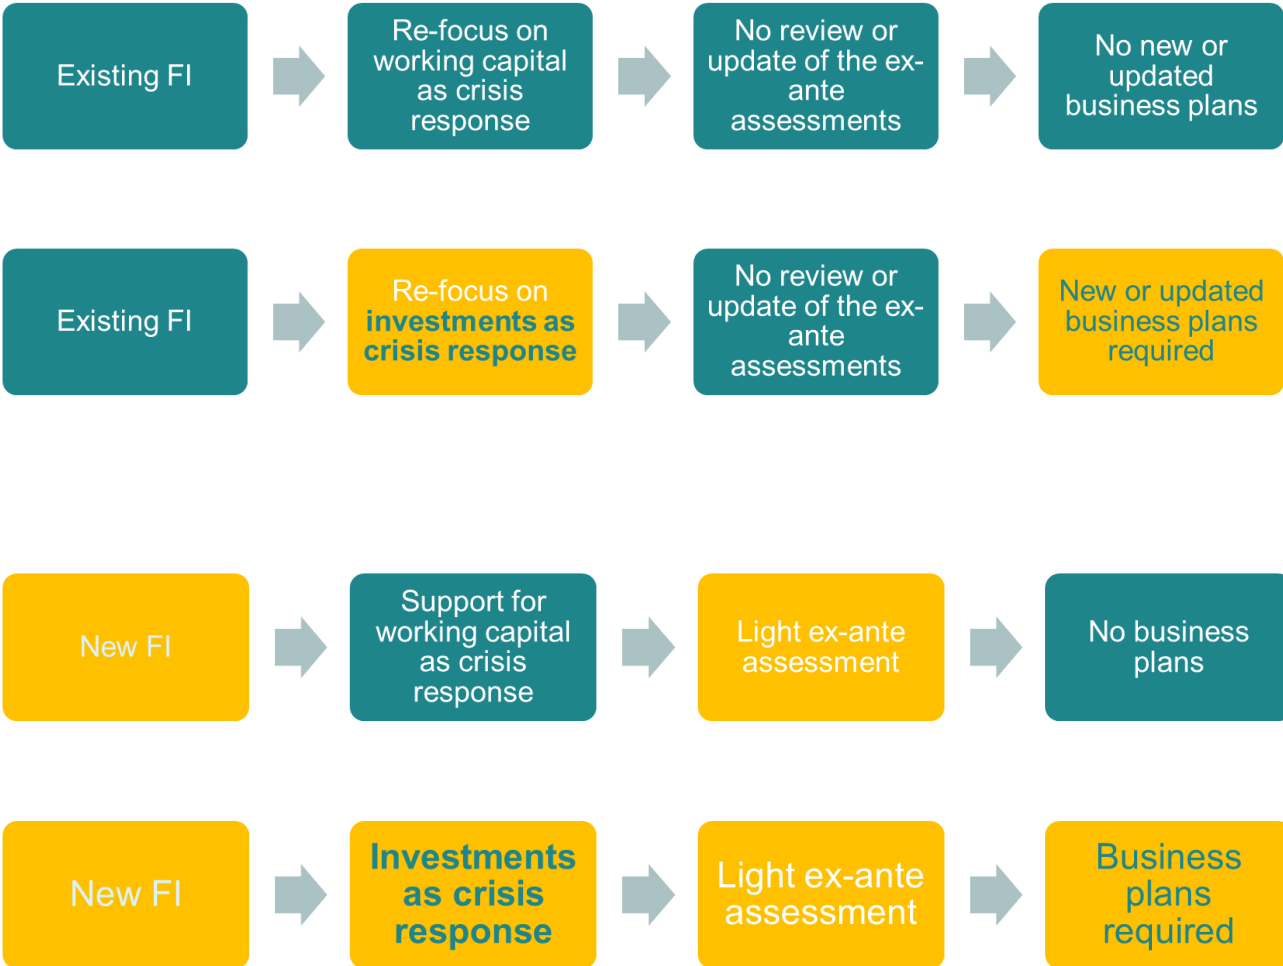 Existing FI
Re-focus on
working capital
as crisis
response
No review or
update of the ex-
ante
assessments
No new or
updated
business plans
Existing FI
Re-focus on
investments as
crisis response
No review or
update of the ex-
ante
assessments
New or updated
business plans
required
New FI
Support for
working capital
as crisis
response
Light ex-ante
assessment
No business
plans
New FI
Investments
as crisis
response
Light ex-ante
assessment
Business
plans
required